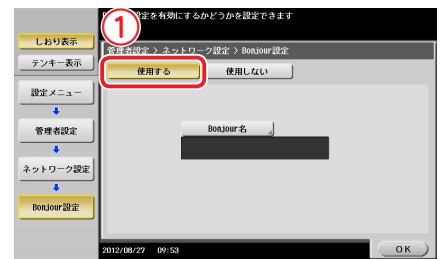 ①
定を有効にするかどうかを設定できます
しおり表示
管理者設定 > ネットワーク設定 > Bonjour設定
テンキー表示
使用する
使用しない
設定メニュー
管理者設定
Bonjour名
ネットワーク設定
Bonjour設定
2012/08/27 09:53
OK